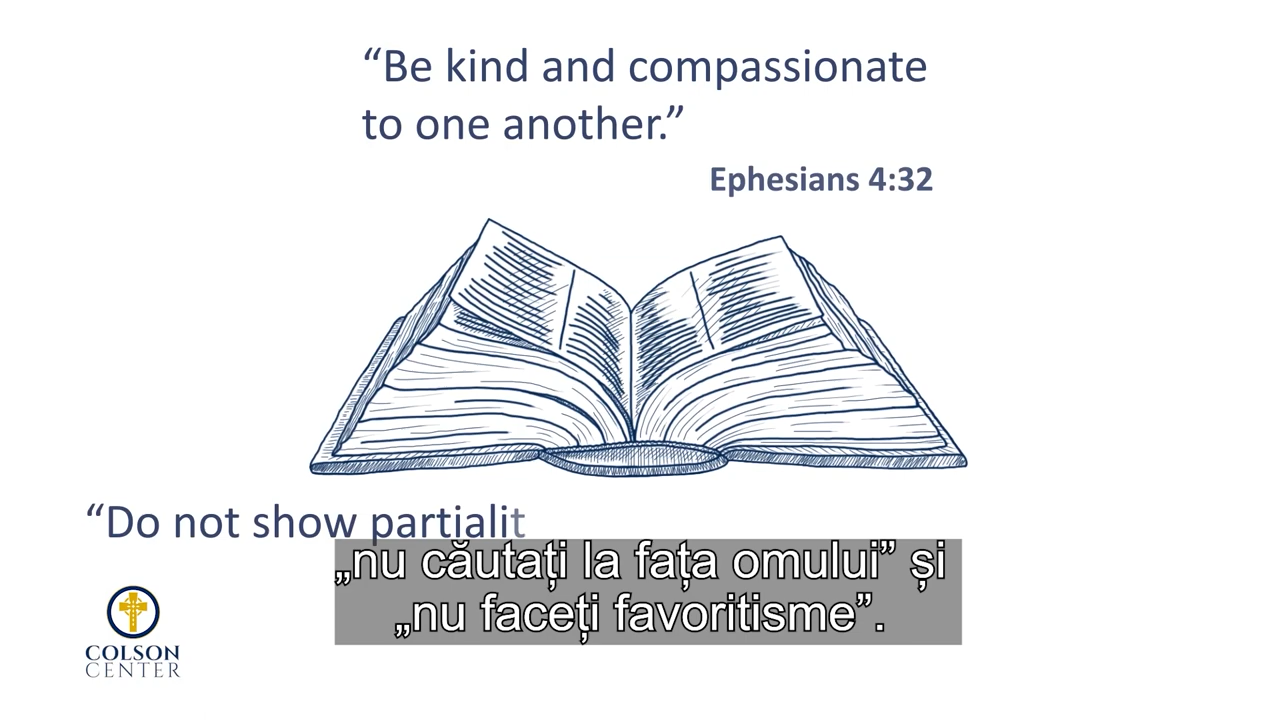 “Be kind and compassionate
to one another.”
Ephesians 4:32
“Do not show partialit
„nu căutați la fața omului” și
„nu faceți favoritisme”.
COLSON
CENTER